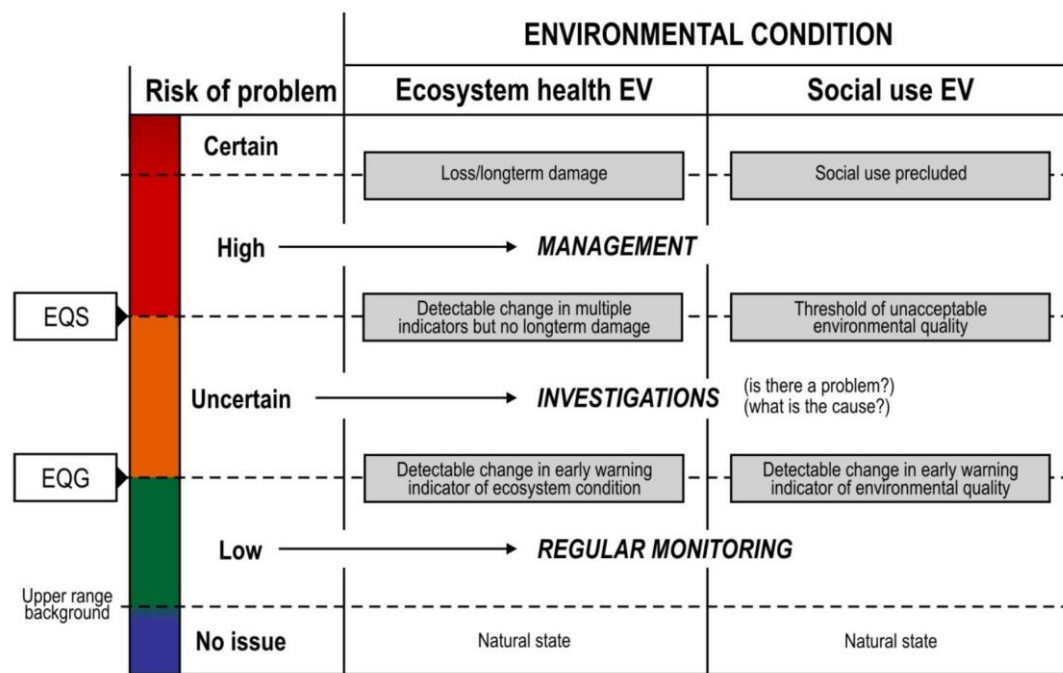 ENVIRONMENTAL CONDITION
Risk of problem
Ecosystem health EV
Social use EV
Certain
Loss/longterm damage
Social use precluded
High
MANAGEMENT
EQS
Detectable change in multiple
indicators but no longterm damage
Threshold of unacceptable
environmental quality
Uncertain
INVESTIGATIONS
(is there a problem?)
(what is the cause?)
EQG
Detectable change in early warning
indicator of ecosystem condition
Detectable change in early warning
indicator of environmental quality
Low
REGULAR MONITORING
Upper range
background
No issue
Natural state
Natural state